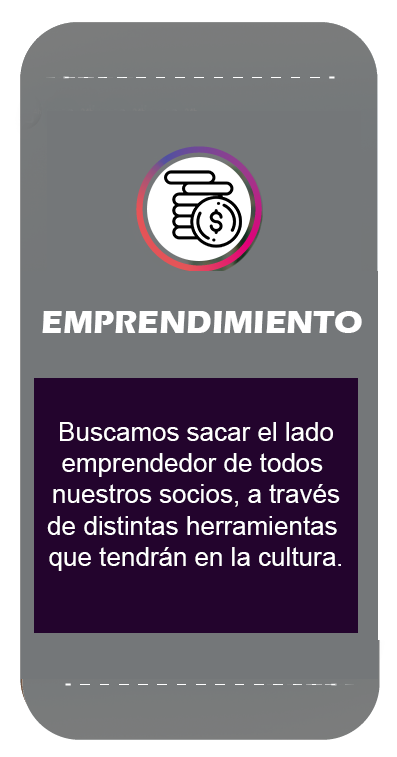 $
EMPRENDIMIENTO
Buscamos sacar el lado
emprendedor de todos
nuestros socios, a través
de distintas herramientas
que tendrán en la cultura.